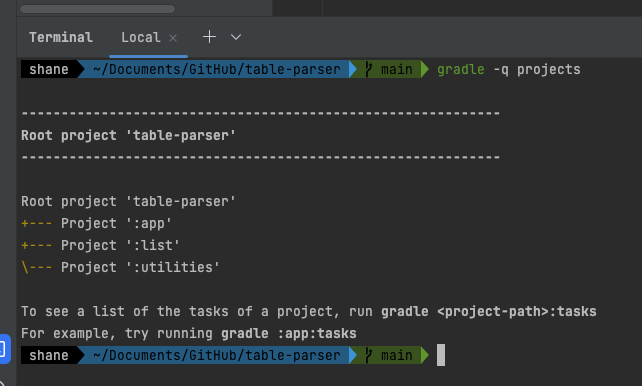 Terminal Local × +
shane ~/Documents/GitHub/table-parser main gradle -q projects
------------------------------------------------------------
Root project 'table-parser'
------------------------------------------------------------
Root project 'table-parser'
+--- Project ':app'
+--- Project ':list'
\--- Project ':utilities'
To see a list of the tasks of a project, run gradle <project-path>:tasks
For example, try running gradle :app:tasks
shane ~/Documents/GitHub/table-parser main